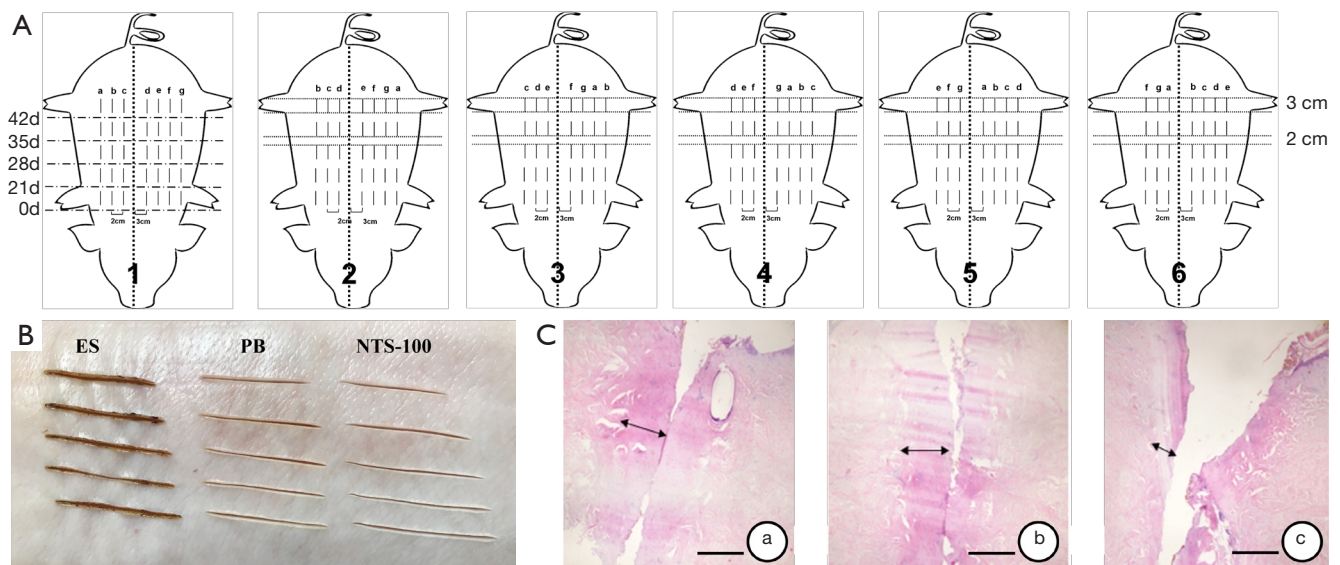 A
a b c d e f g
42d
35d
28d
21d
0d
2cm 3cm
1
b c d e f g a
2cm 3cm
2
c d e f g a b
2cm 3cm
3
d e f g a b c
2cm 3cm
4
e f g a b c d
2cm 3cm
5
f g a b c d e
2cm 3cm
6
3 cm
2 cm
B
ES PB NTS-100
C
a
b
c